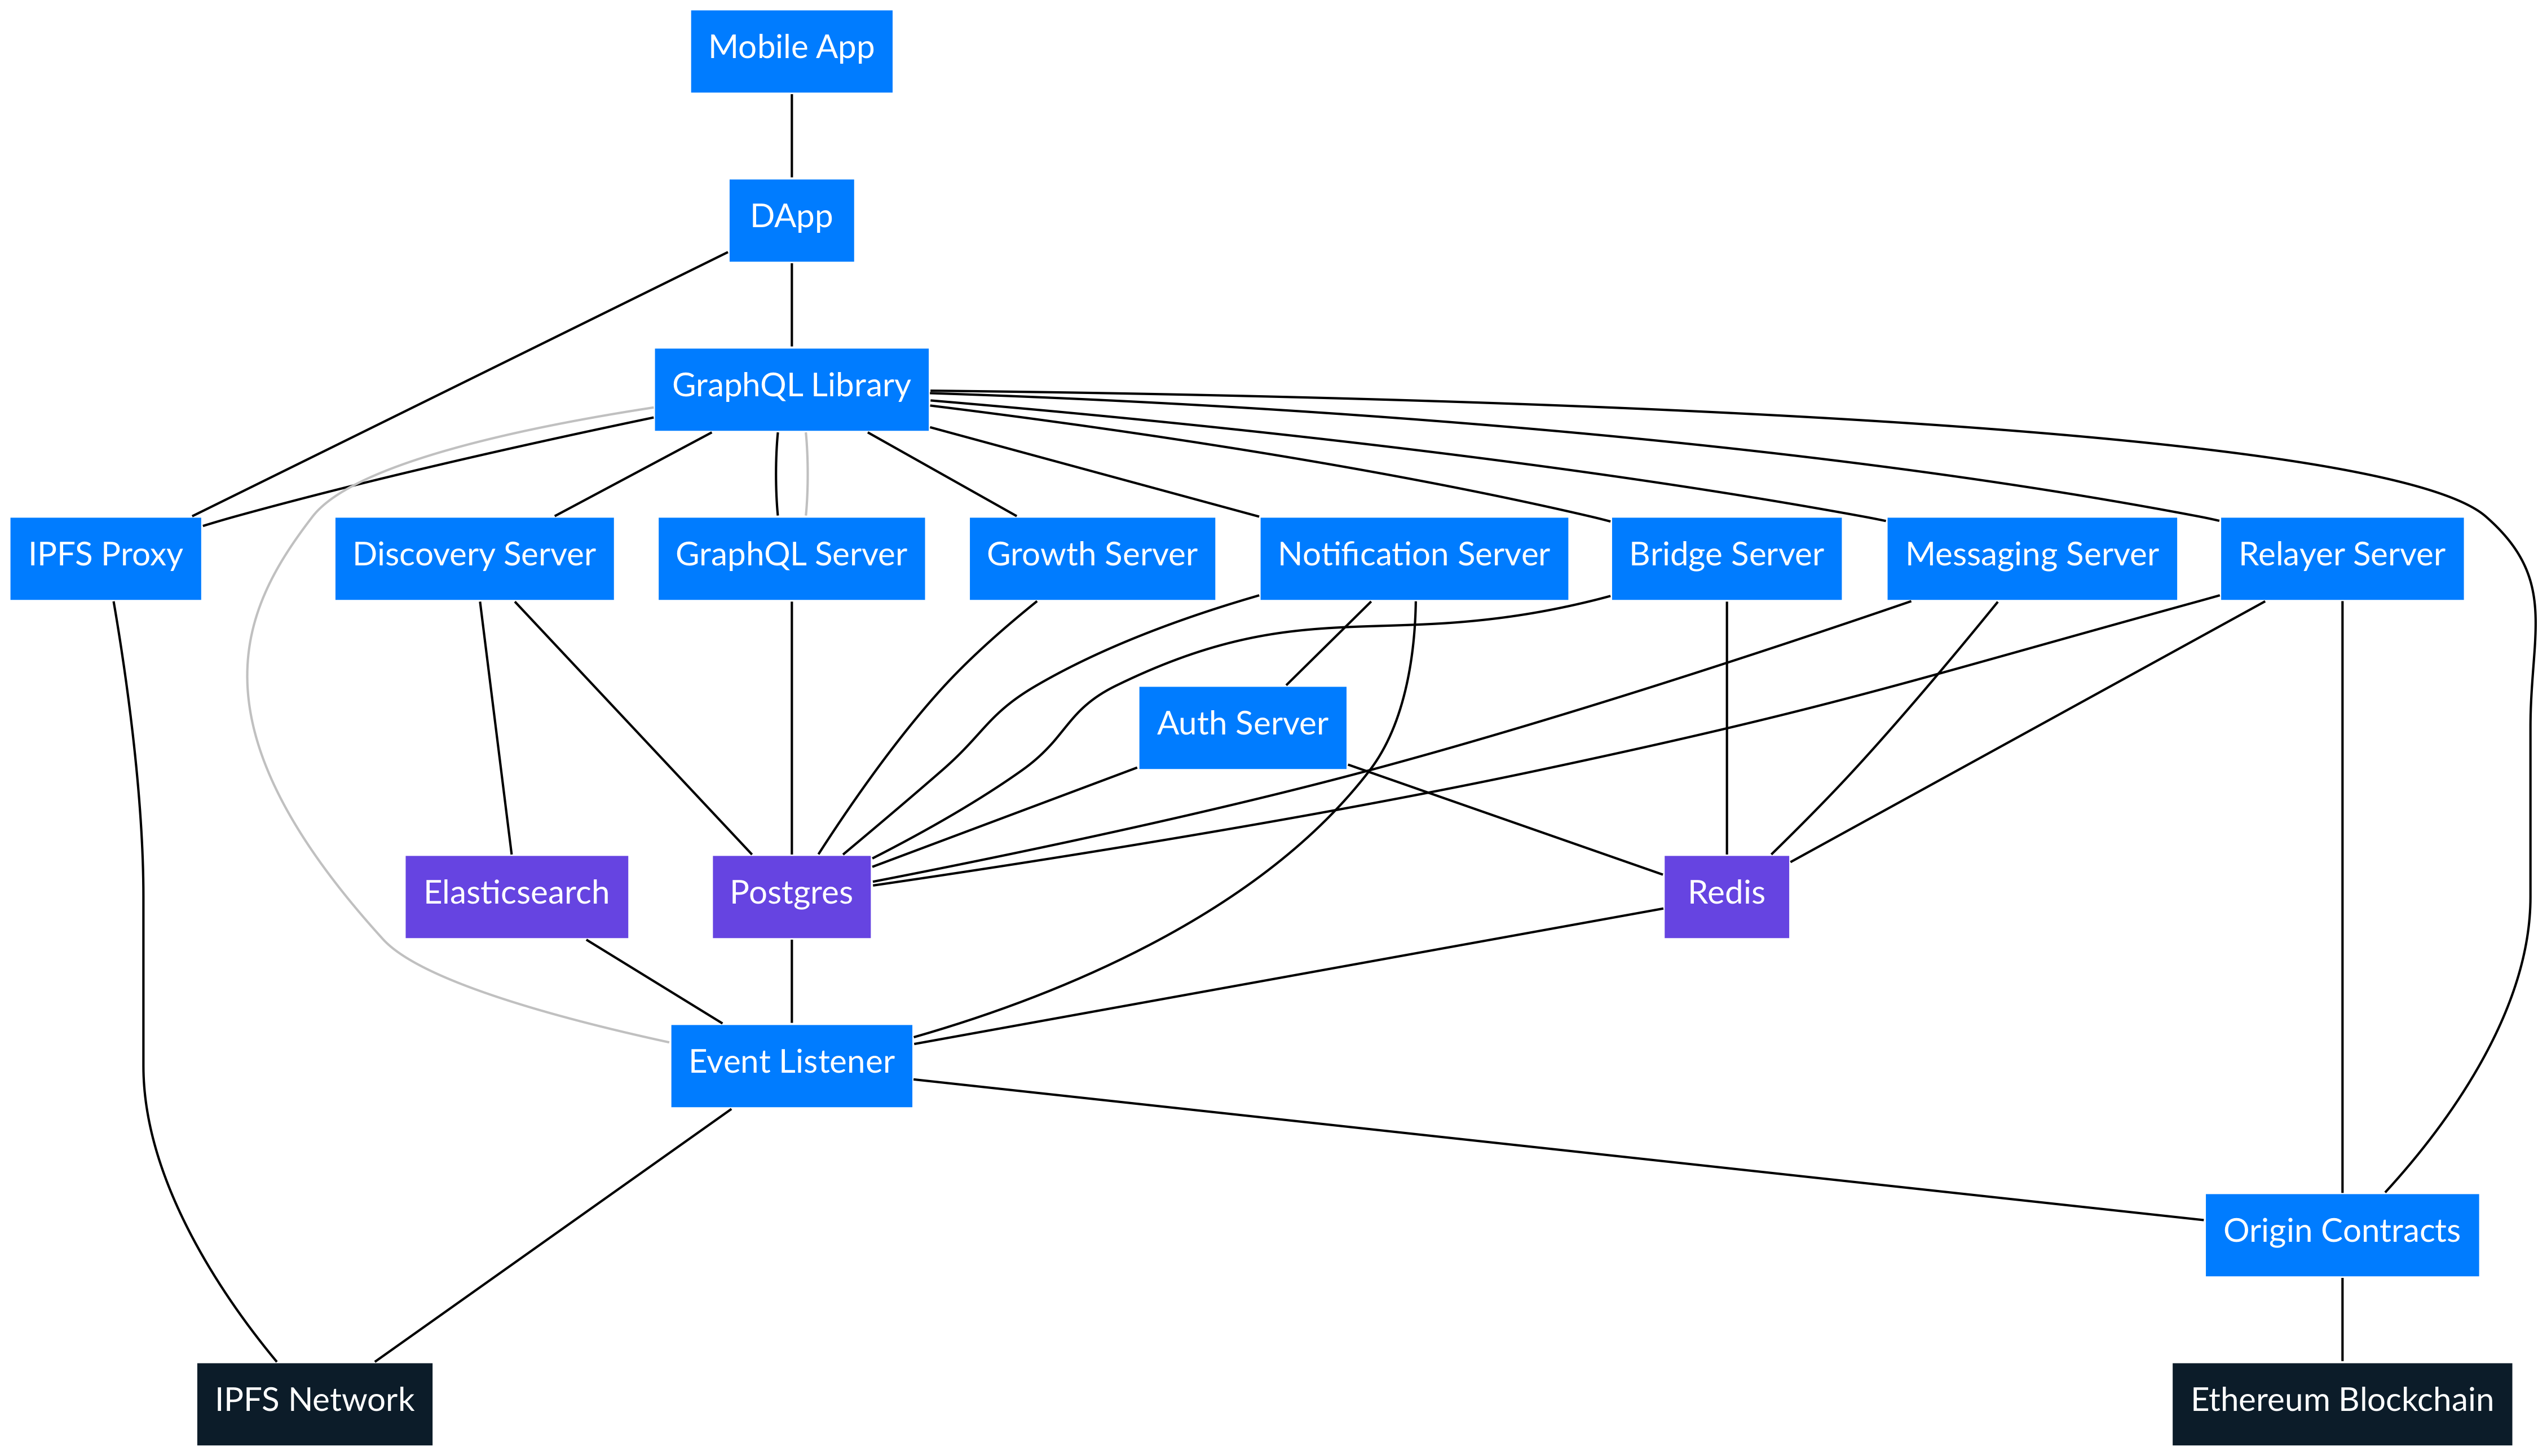 Mobile App
DApp
GraphQL Library
IPFS Proxy
Discovery Server
GraphQL Server
Growth Server
Notification Server
Bridge Server
Messaging Server
Relayer Server
Auth Server
Elasticsearch
Postgres
Redis
Event Listener
Origin Contracts
IPFS Network
Ethereum Blockchain